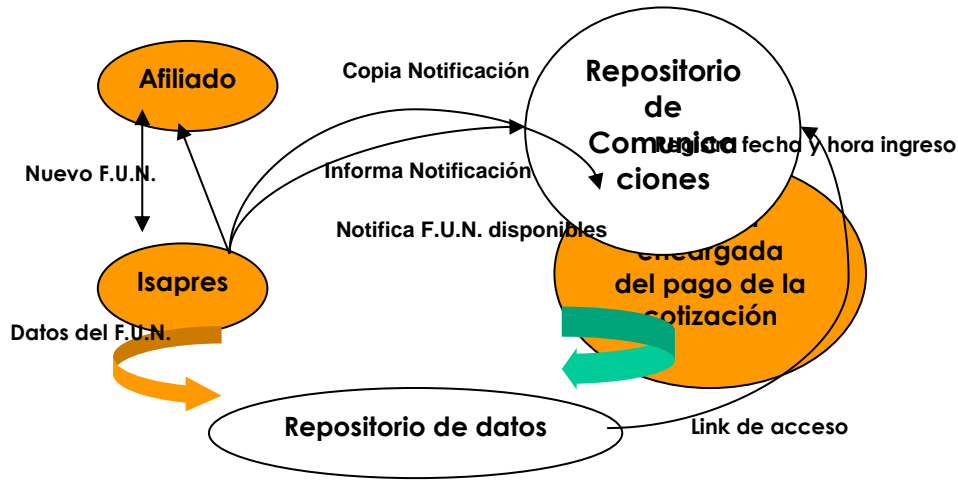 Afiliado
Copia Notificación
Repositorio
de
Comunica
ciones
Registra fecha y hora ingreso
Nuevo F.U.N.
Informa Notificación
Notifica F.U.N. disponibles
encargada
del pago de la
cotización
Isapres
Datos del F.U.N.
Repositorio de datos
Link de acceso